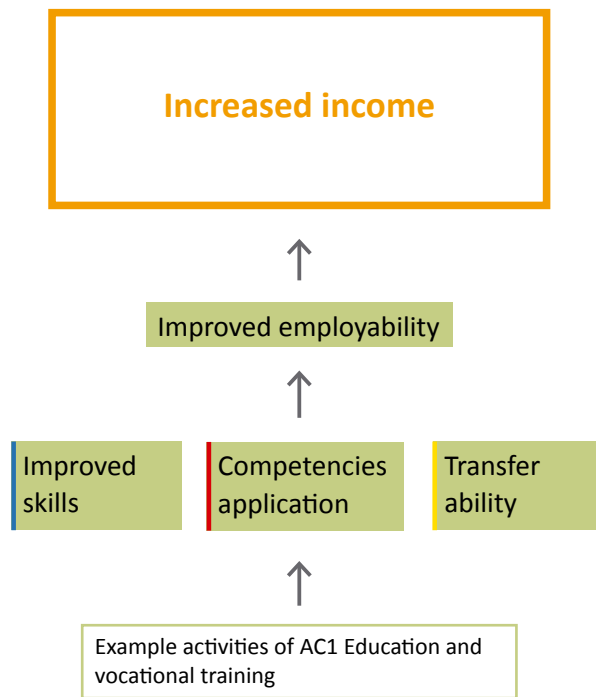 Increased income
Improved employability
Improved
skills
Competencies
application
Transfer
ability
Example activities of AC1 Education and
vocational training